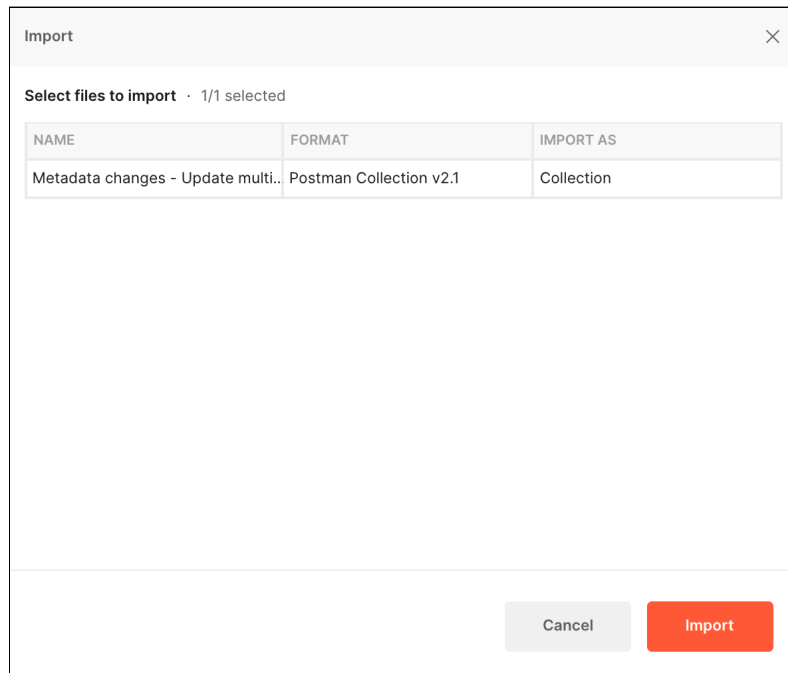 Import
Select files to import · 1/1 selected
NAME FORMAT IMPORT AS
Metadata changes - Update multi... Postman Collection v2.1 Collection
Cancel Import